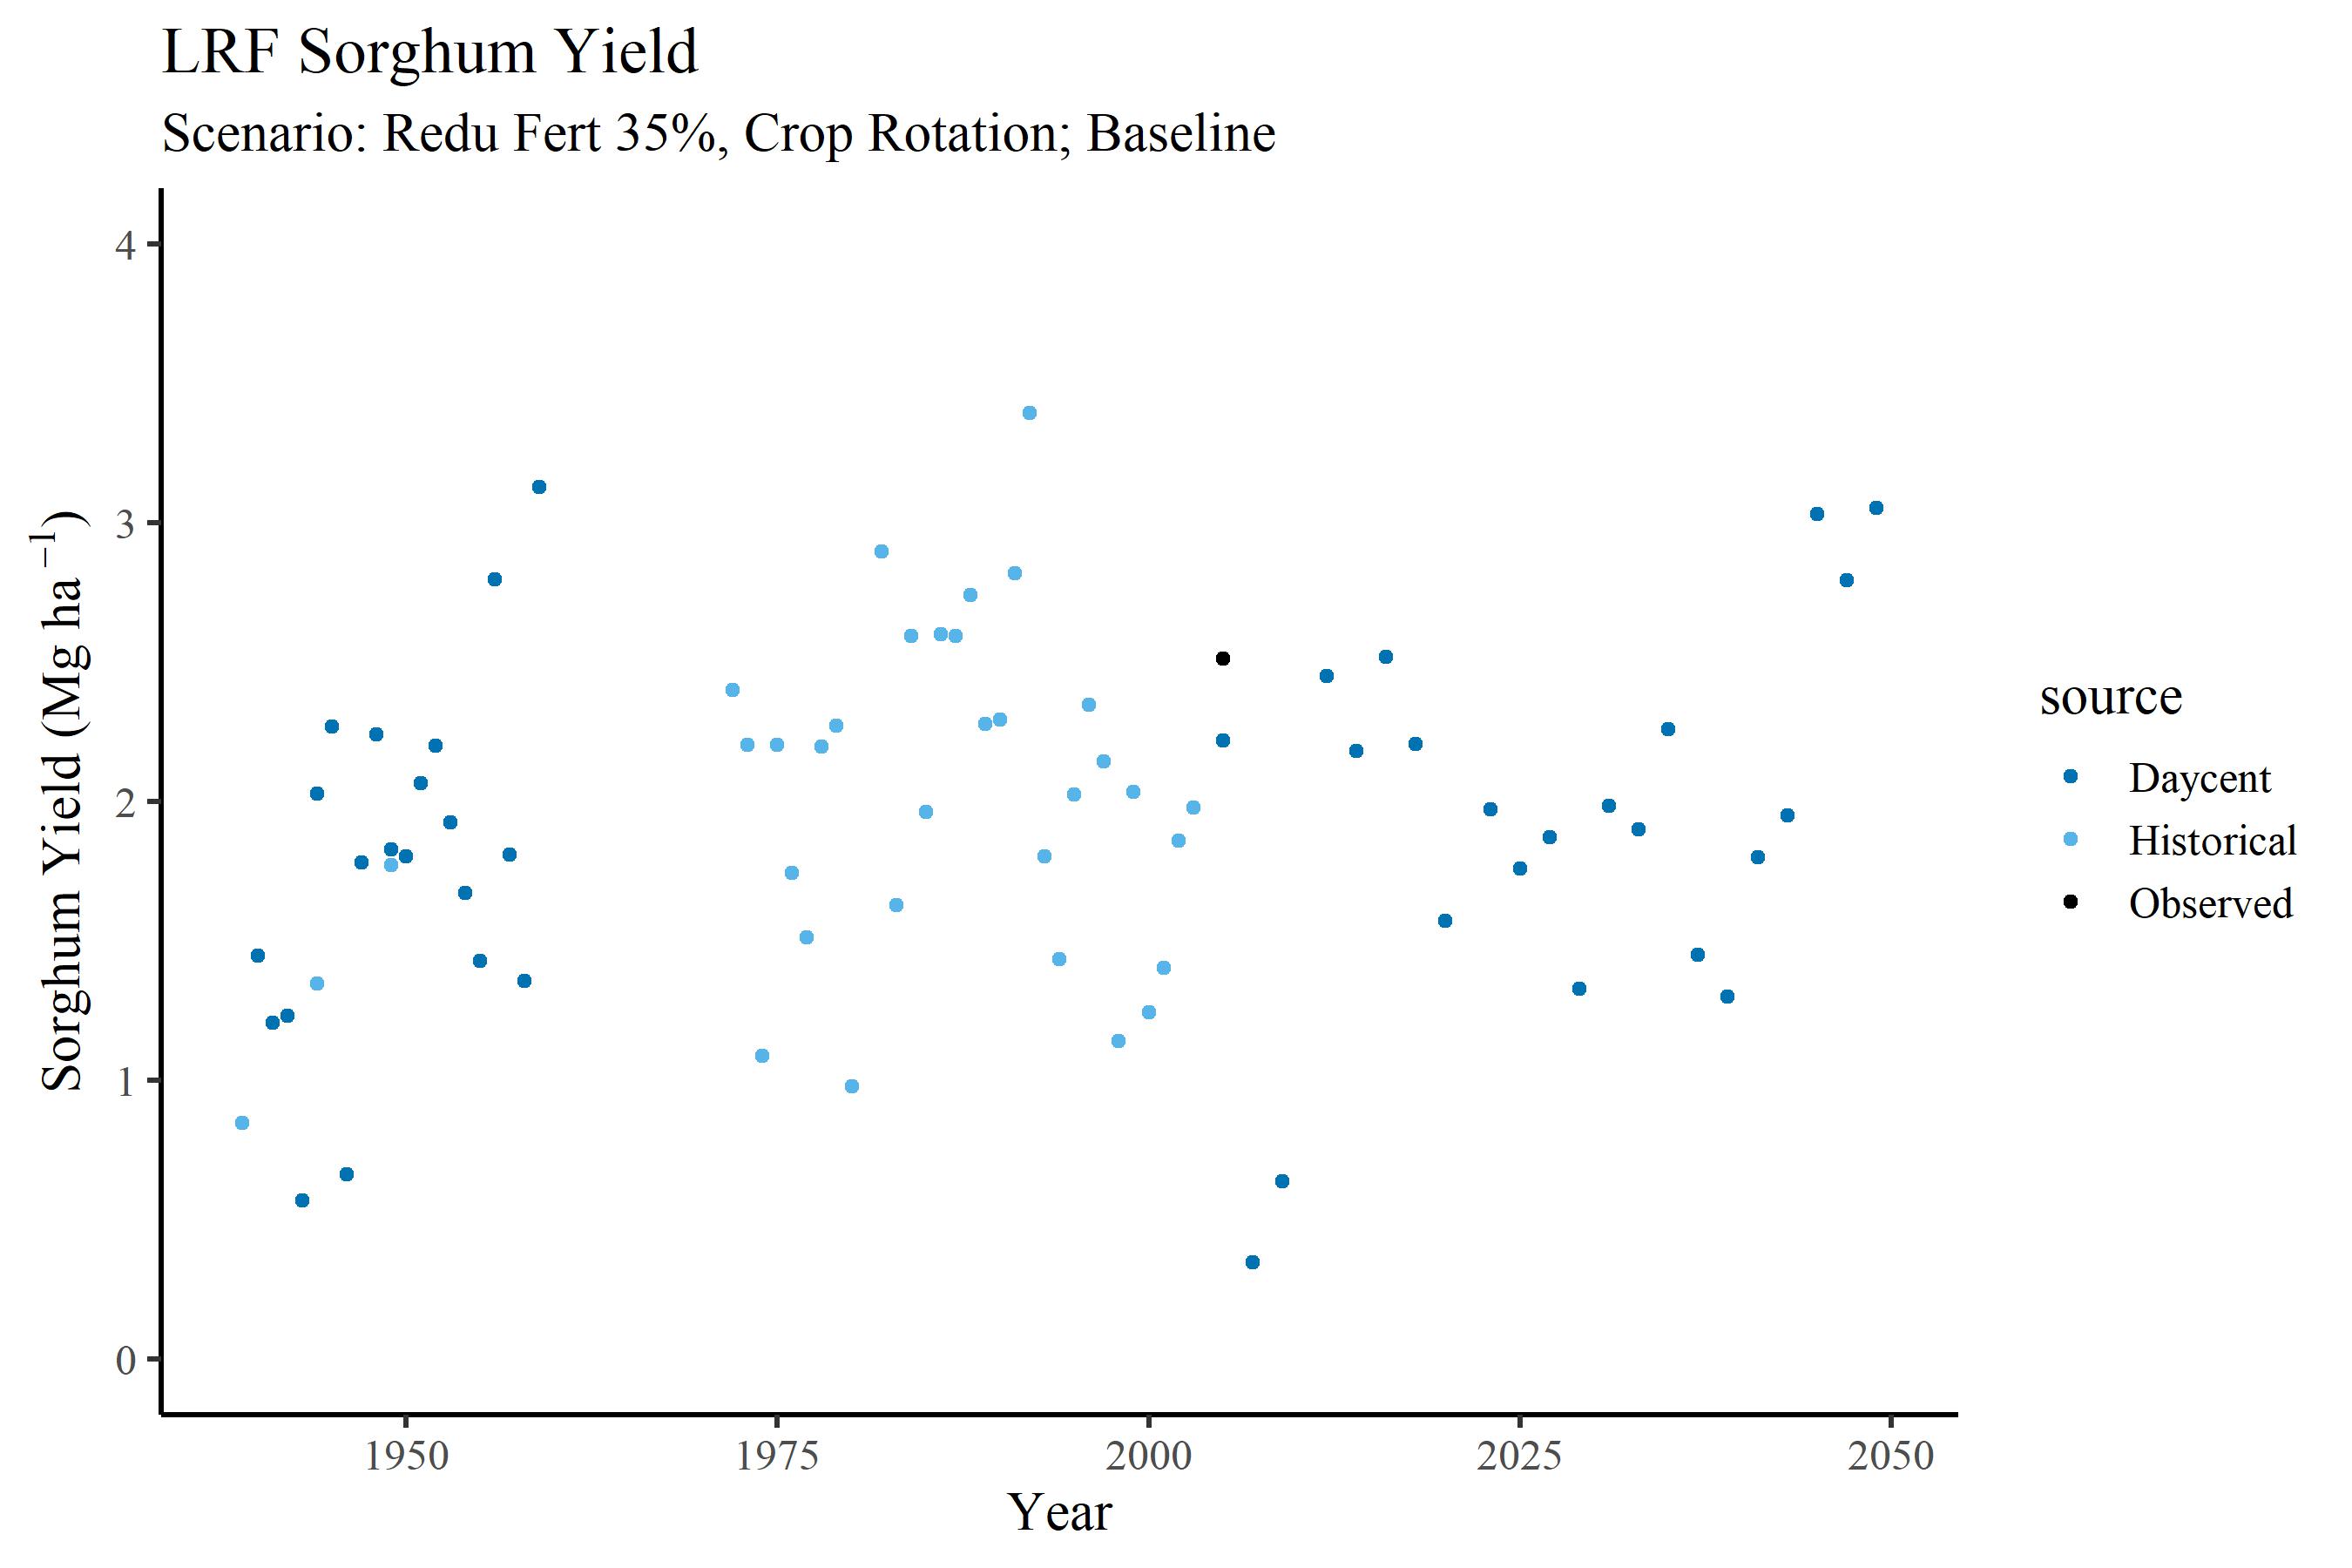 LRF Sorghum Yield
Scenario: Redu Fert 35%, Crop Rotation; Baseline
Sorghum Yield (Mg ha⁻¹)
4
3
2
1
0
1950 1975 2000 2025 2050
Year
source
Daycent
Historical
Observed